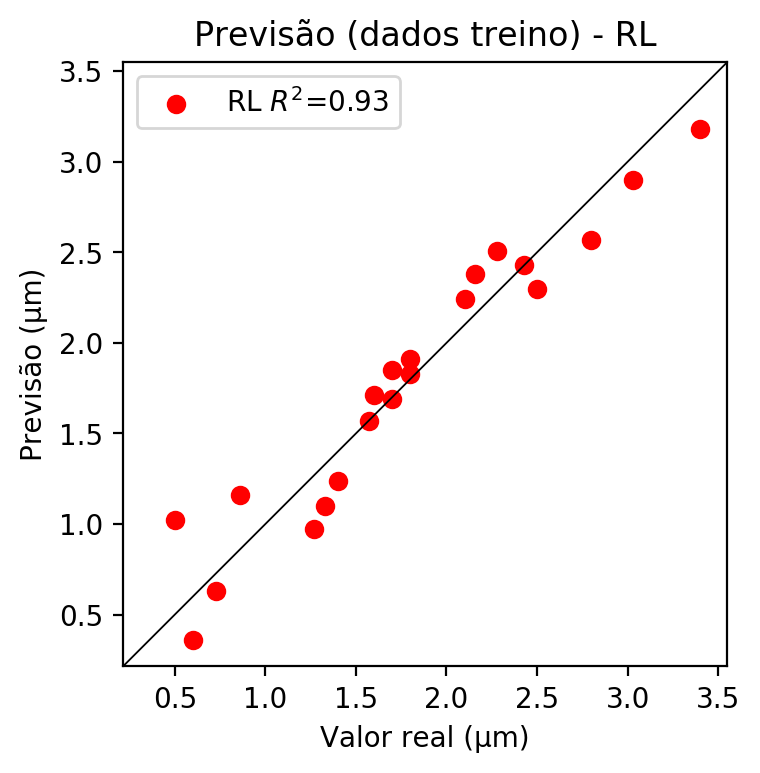 Previsão (dados treino) - RL
RL R²=0.93
3.5
3.0
2.5
2.0
1.5
1.0
0.5
Previsão (µm)
0.5 1.0 1.5 2.0 2.5 3.0 3.5
Valor real (µm)